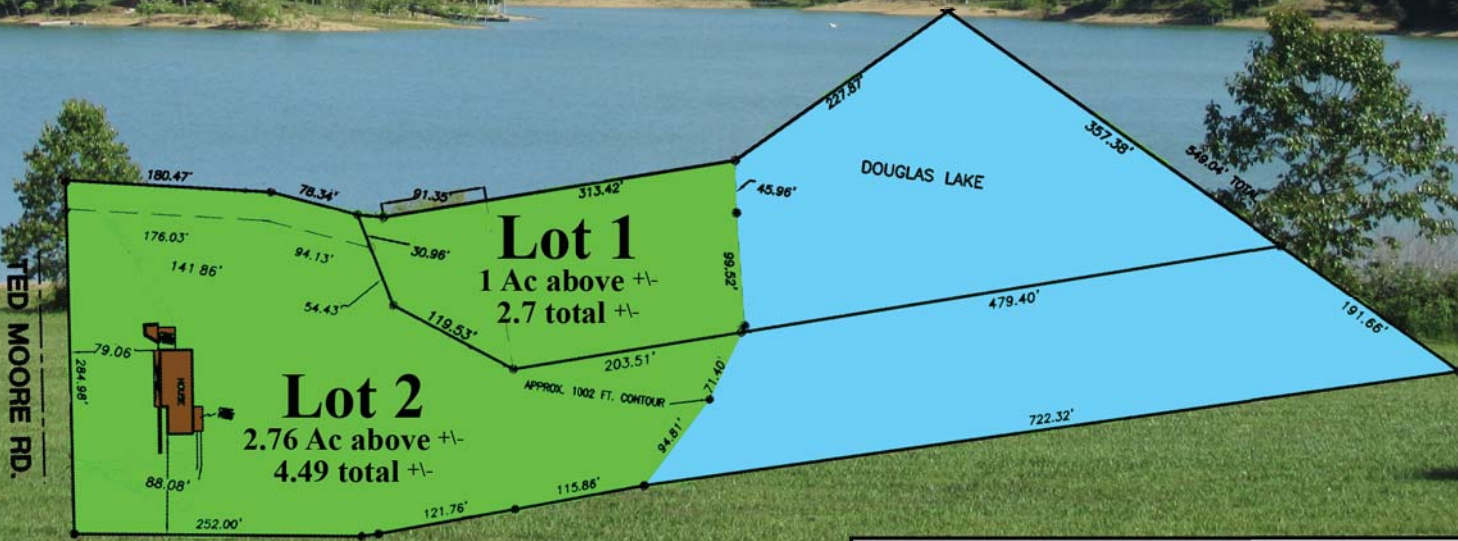 227.87'
357.38'
549.04' TOTAL
DOUGLAS LAKE
180.47'
78.34'
91.35'
313.42'
45.96'
176.03'
94.13'
30.96'
Lot 1
1 Ac above +\-
2.7 total +\-
99.52'
141.86'
54.43'
119.53'
479.40'
191.66'
TED MOORE RD.
79.06
284.98'
HOUSE
203.51'
APPROX. 1002 FT. CONTOUR
71.40'
Lot 2
2.76 Ac above +\-
4.49 total +\-
94.81'
722.32'
88.08'
115.86'
121.76'
252.00'